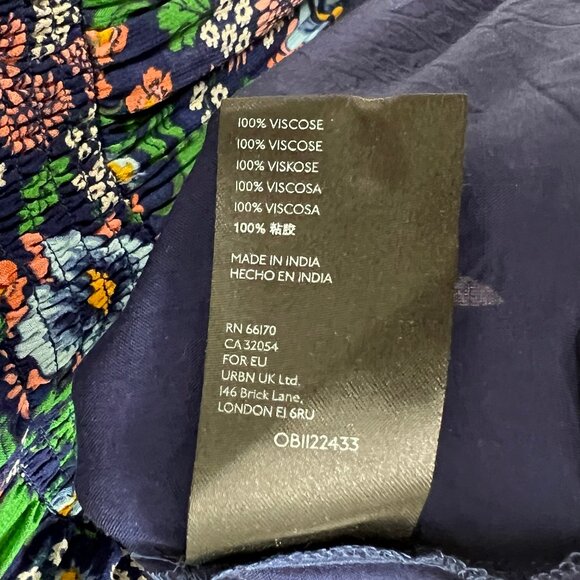 100% VISCOSE
100% VISCOSE
100% VISKOSE
100% VISCOSA
100% VISCOSA
100% 粘胶
MADE IN INDIA
HECHO EN INDIA
RN 66170
CA 32054
FOR EU
URBN UK Ltd.
146 Brick Lane,
LONDON E1 6RU
OB1122433